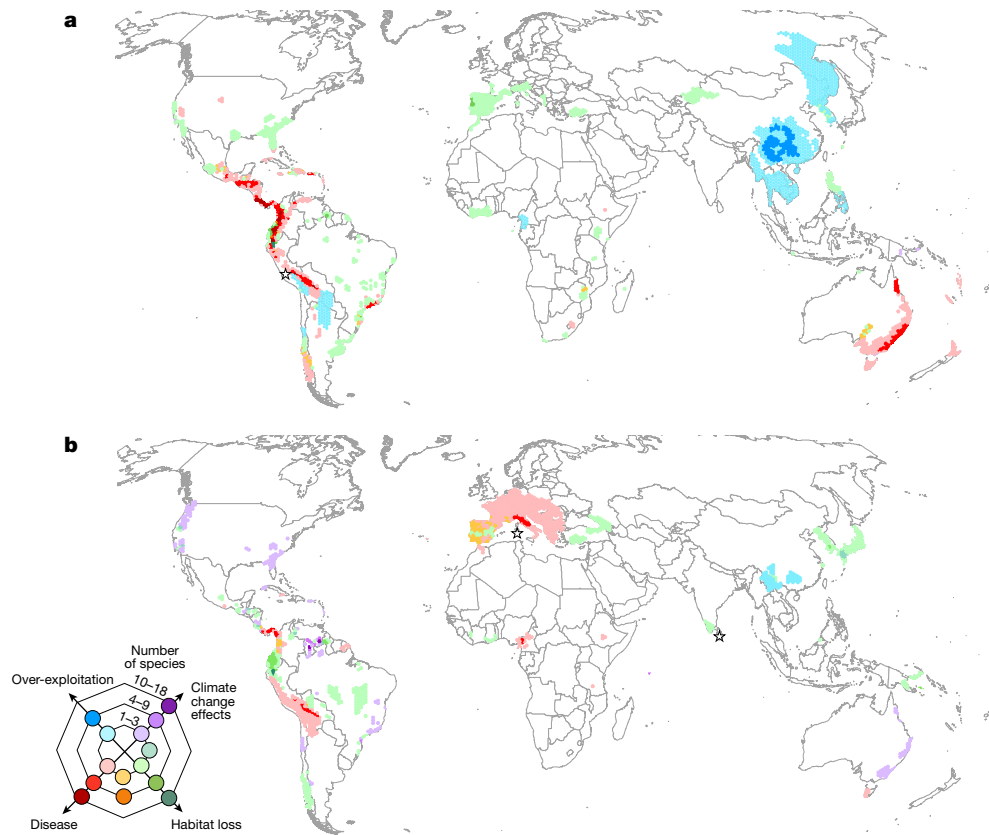 a
b
Number
of species
Over-exploitation
10–18
Climate
change
effects
4–9
1–3
Disease
Habitat loss